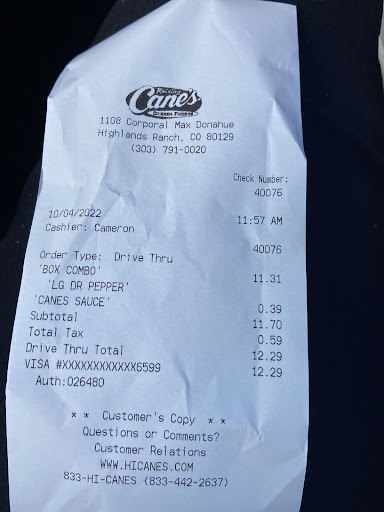 Raising
Cane's
CHICKEN FINGERS
1108 Corporal Max Donahue
Highlands Ranch, CO 80129
(303) 791-0020
Check Number:
40076
10/04/2022 11:57 AM
Cashier: Cameron
40076
Order Type: Drive Thru
'BOX COMBO' 11.31
'LG DR PEPPER'
'CANES SAUCE' 0.39
Subtotal 11.70
Total Tax 0.59
Drive Thru Total 12.29
VISA #XXXXXXXXXXXX6599 12.29
Auth:026480
* * Customer's Copy * *
Questions or Comments?
Customer Relations
WWW.HICANES.COM
833-HI-CANES (833-442-2637)